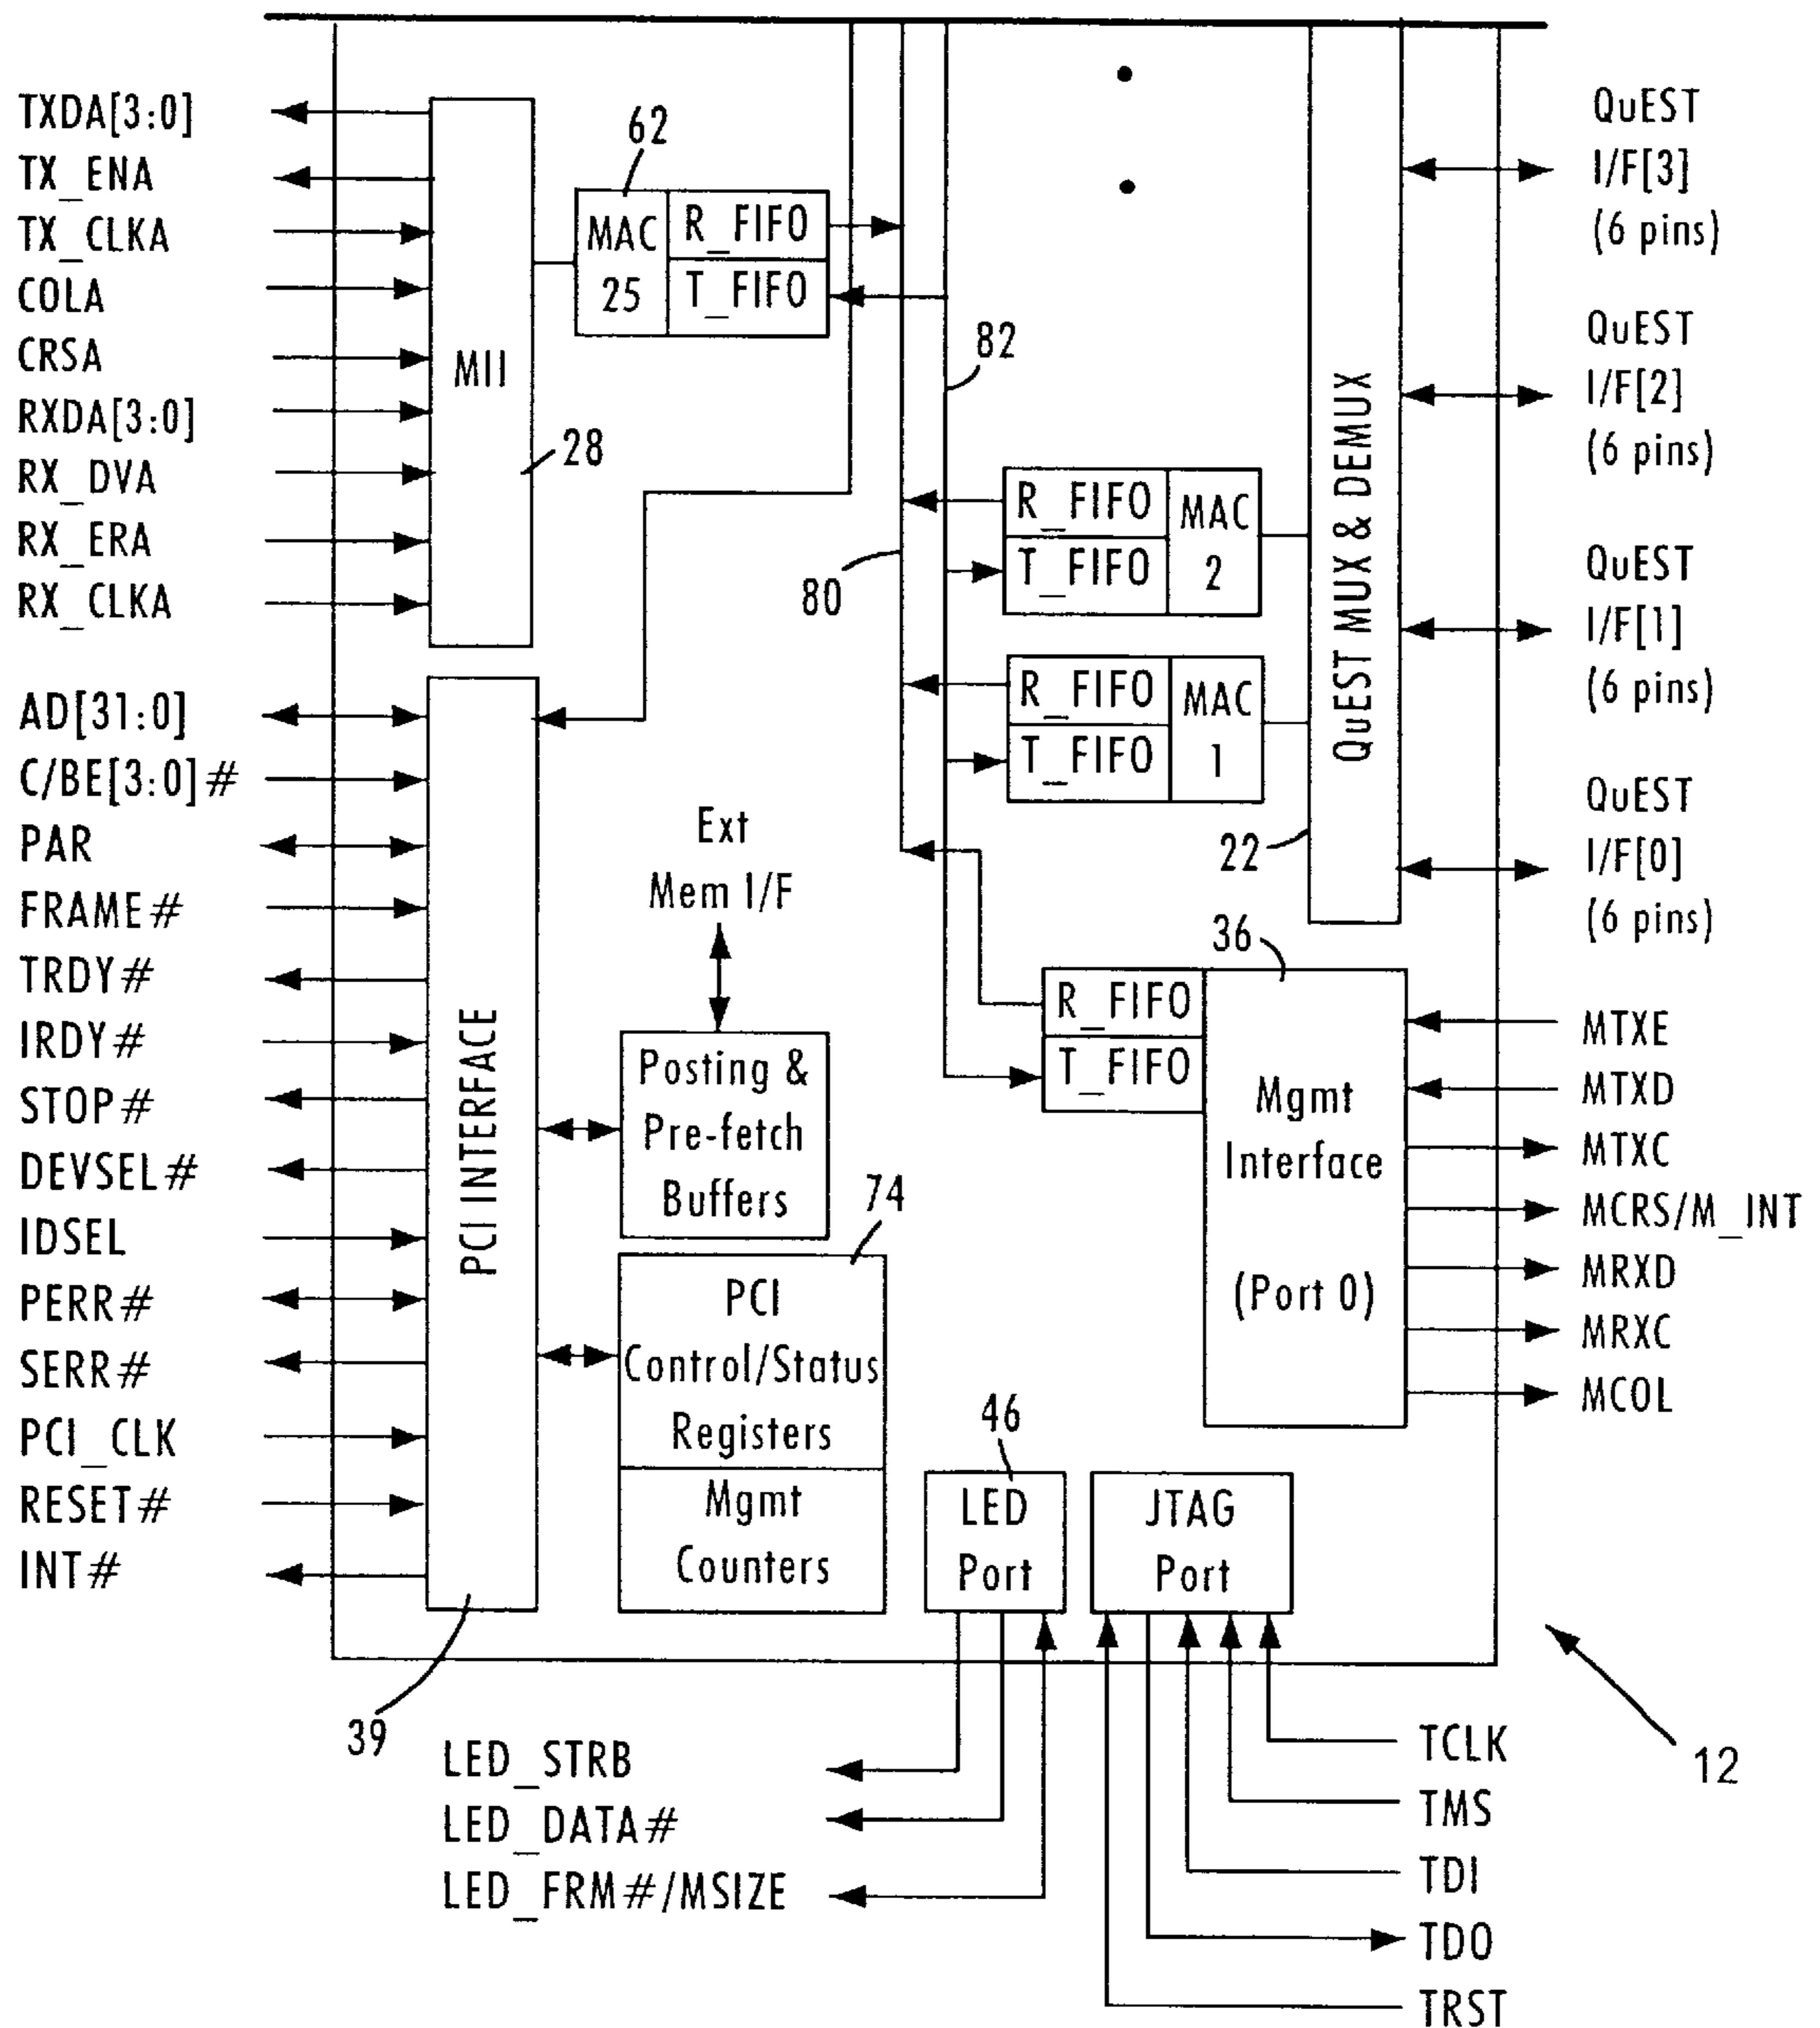 TXDA[3:0]
TX_ENA
TX_CLKA
COLA
CRSA
RXDA[3:0]
RX_DVA
RX_ERA
RX_CLKA
MII
28
62
MAC
25
R_FIFO
T_FIFO
82
80
R_FIFO
T_FIFO
MAC
2
R_FIFO
T_FIFO
MAC
1
QuEST MUX & DEMUX
22
QuEST
I/F[3]
(6 pins)
QuEST
I/F[2]
(6 pins)
QuEST
I/F[1]
(6 pins)
QuEST
I/F[0]
(6 pins)
AD[31:0]
C/BE[3:0]#
PAR
FRAME#
TRDY#
IRDY#
STOP#
DEVSEL#
IDSEL
PERR#
SERR#
PCI_CLK
RESET#
INT#
PCI INTERFACE
39
Ext
Mem I/F
Posting &
Pre-fetch
Buffers
74
PCI
Control/Status
Registers
Mgmt
Counters
36
R_FIFO
T_FIFO
Mgmt
Interface
(Port 0)
MTXE
MTXD
MTXC
MCRS/M_INT
MRXD
MRXC
MCOL
46
LED
Port
JTAG
Port
LED_STRB
LED_DATA#
LED_FRM#/MSIZE
TCLK
TMS
TDI
TDO
TRST
12